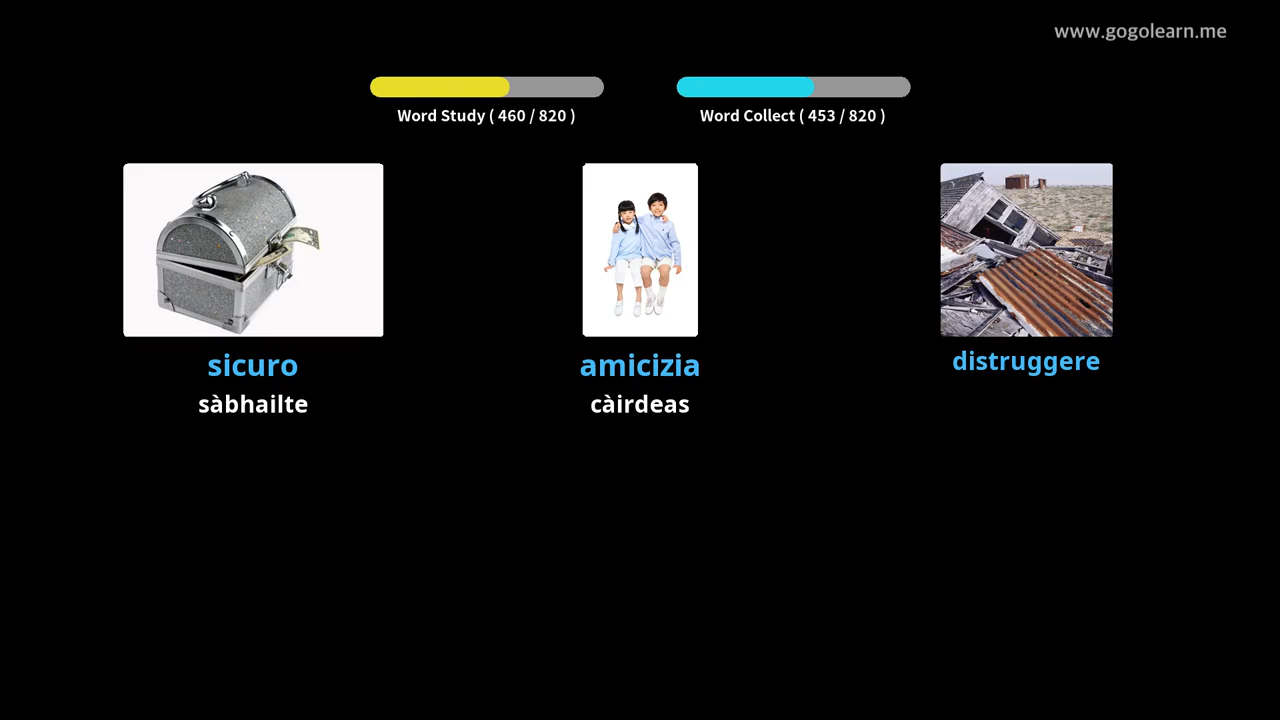 www.gogolearn.me
Word Study ( 460 / 820 )
Word Collect ( 453 / 820 )
sicuro
sàbhailte
amicizia
càirdeas
distruggere